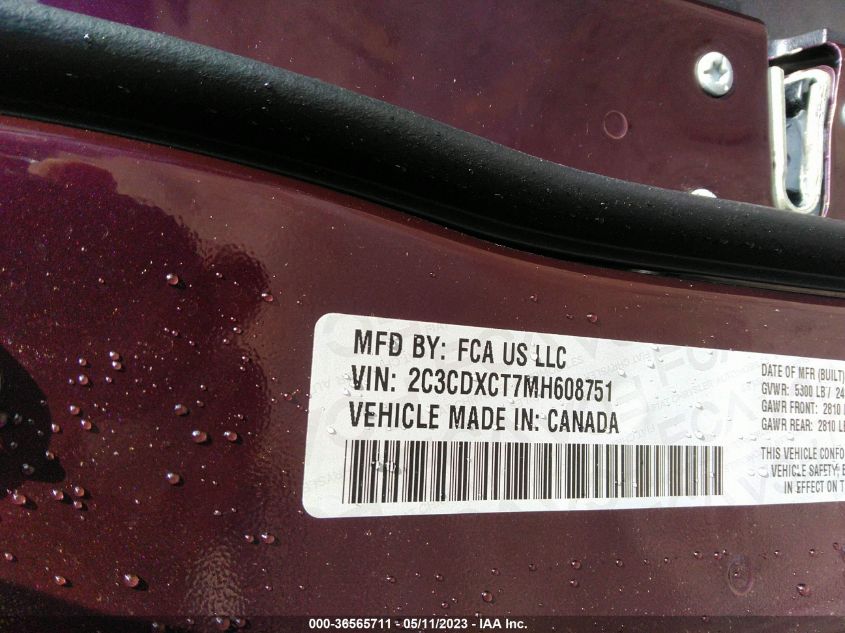 MFD BY: FCA US LLC
VIN: 2C3CDXCT7MH608751
VEHICLE MADE IN: CANADA
DATE OF MFR (BUILT)
GVWR: 5300 LB / 24
GAWR FRONT: 2810
GAWR REAR: 2810 LB
THIS VEHICLE CONFO
VEHICLE SAFETY, B
IN EFFECT ON T
000-36565711 - 05/11/2023 - IAA Inc.